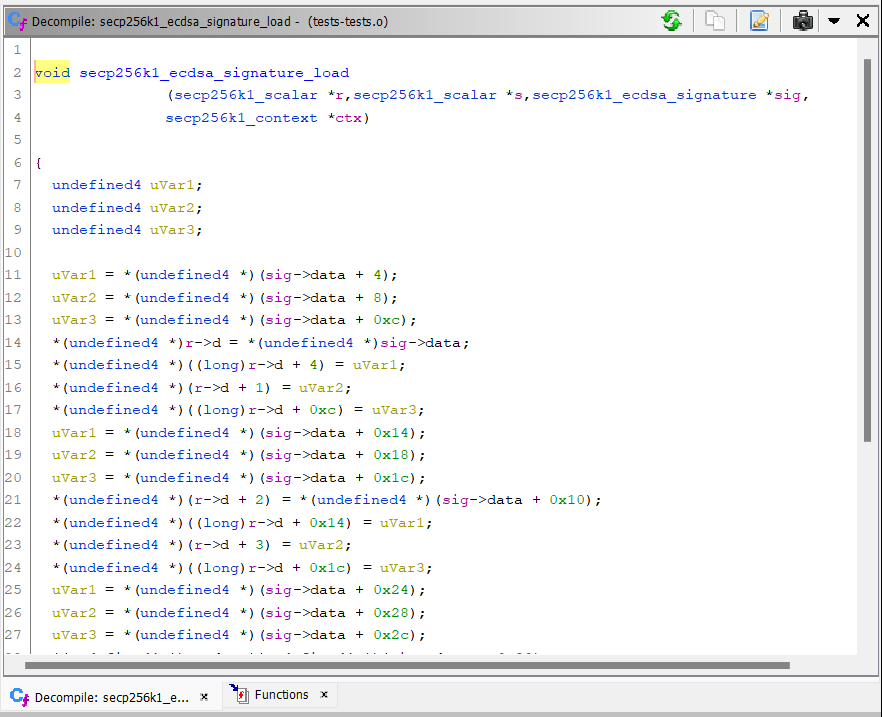 Decompile: secp256k1_ecdsa_signature_load - (tests-tests.o)
1
2 void secp256k1_ecdsa_signature_load
3 (secp256k1_scalar *r,secp256k1_scalar *s,secp256k1_ecdsa_signature *sig,
4 secp256k1_context *ctx)
5
6 {
7 undefined4 uVar1;
8 undefined4 uVar2;
9 undefined4 uVar3;
10
11 uVar1 = *(undefined4 *)(sig->data + 4);
12 uVar2 = *(undefined4 *)(sig->data + 8);
13 uVar3 = *(undefined4 *)(sig->data + 0xc);
14 *(undefined4 *)r->d = *(undefined4 *)sig->data;
15 *(undefined4 *)((long)r->d + 4) = uVar1;
16 *(undefined4 *)(r->d + 1) = uVar2;
17 *(undefined4 *)((long)r->d + 0xc) = uVar3;
18 uVar1 = *(undefined4 *)(sig->data + 0x14);
19 uVar2 = *(undefined4 *)(sig->data + 0x18);
20 uVar3 = *(undefined4 *)(sig->data + 0x1c);
21 *(undefined4 *)(r->d + 2) = *(undefined4 *)(sig->data + 0x10);
22 *(undefined4 *)((long)r->d + 0x14) = uVar1;
23 *(undefined4 *)(r->d + 3) = uVar2;
24 *(undefined4 *)((long)r->d + 0x1c) = uVar3;
25 uVar1 = *(undefined4 *)(sig->data + 0x24);
26 uVar2 = *(undefined4 *)(sig->data + 0x28);
27 uVar3 = *(undefined4 *)(sig->data + 0x2c);
Decompile: secp256k1_e... × Functions ×